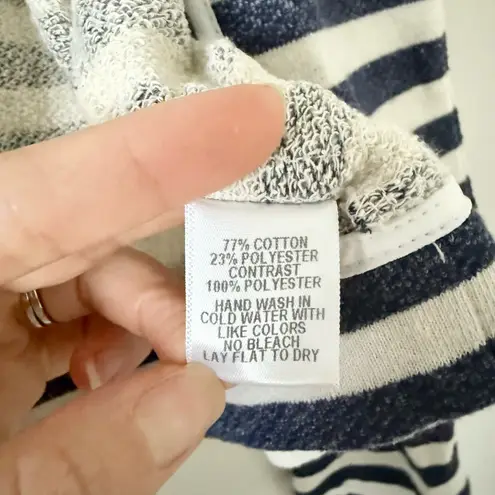 77% COTTON
23% POLYESTER
CONTRAST
100% POLYESTER
HAND WASH IN
COLD WATER WITH
LIKE COLORS
NO BLEACH
LAY FLAT TO DRY